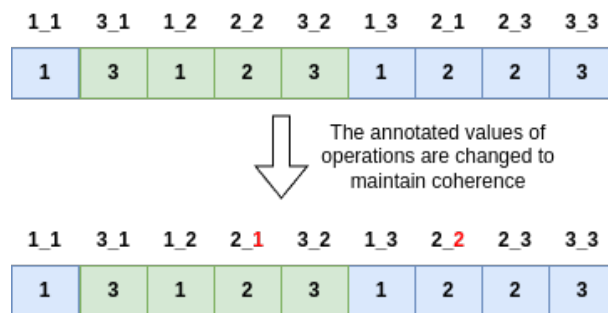 1_1 3_1 1_2 2_2 3_2 1_3 2_1 2_3 3_3
1 3 1 2 3 1 2 2 3
The annotated values of
operations are changed to
maintain coherence
1_1 3_1 1_2 2_1 3_2 1_3 2_2 2_3 3_3
1 3 1 2 3 1 2 2 3